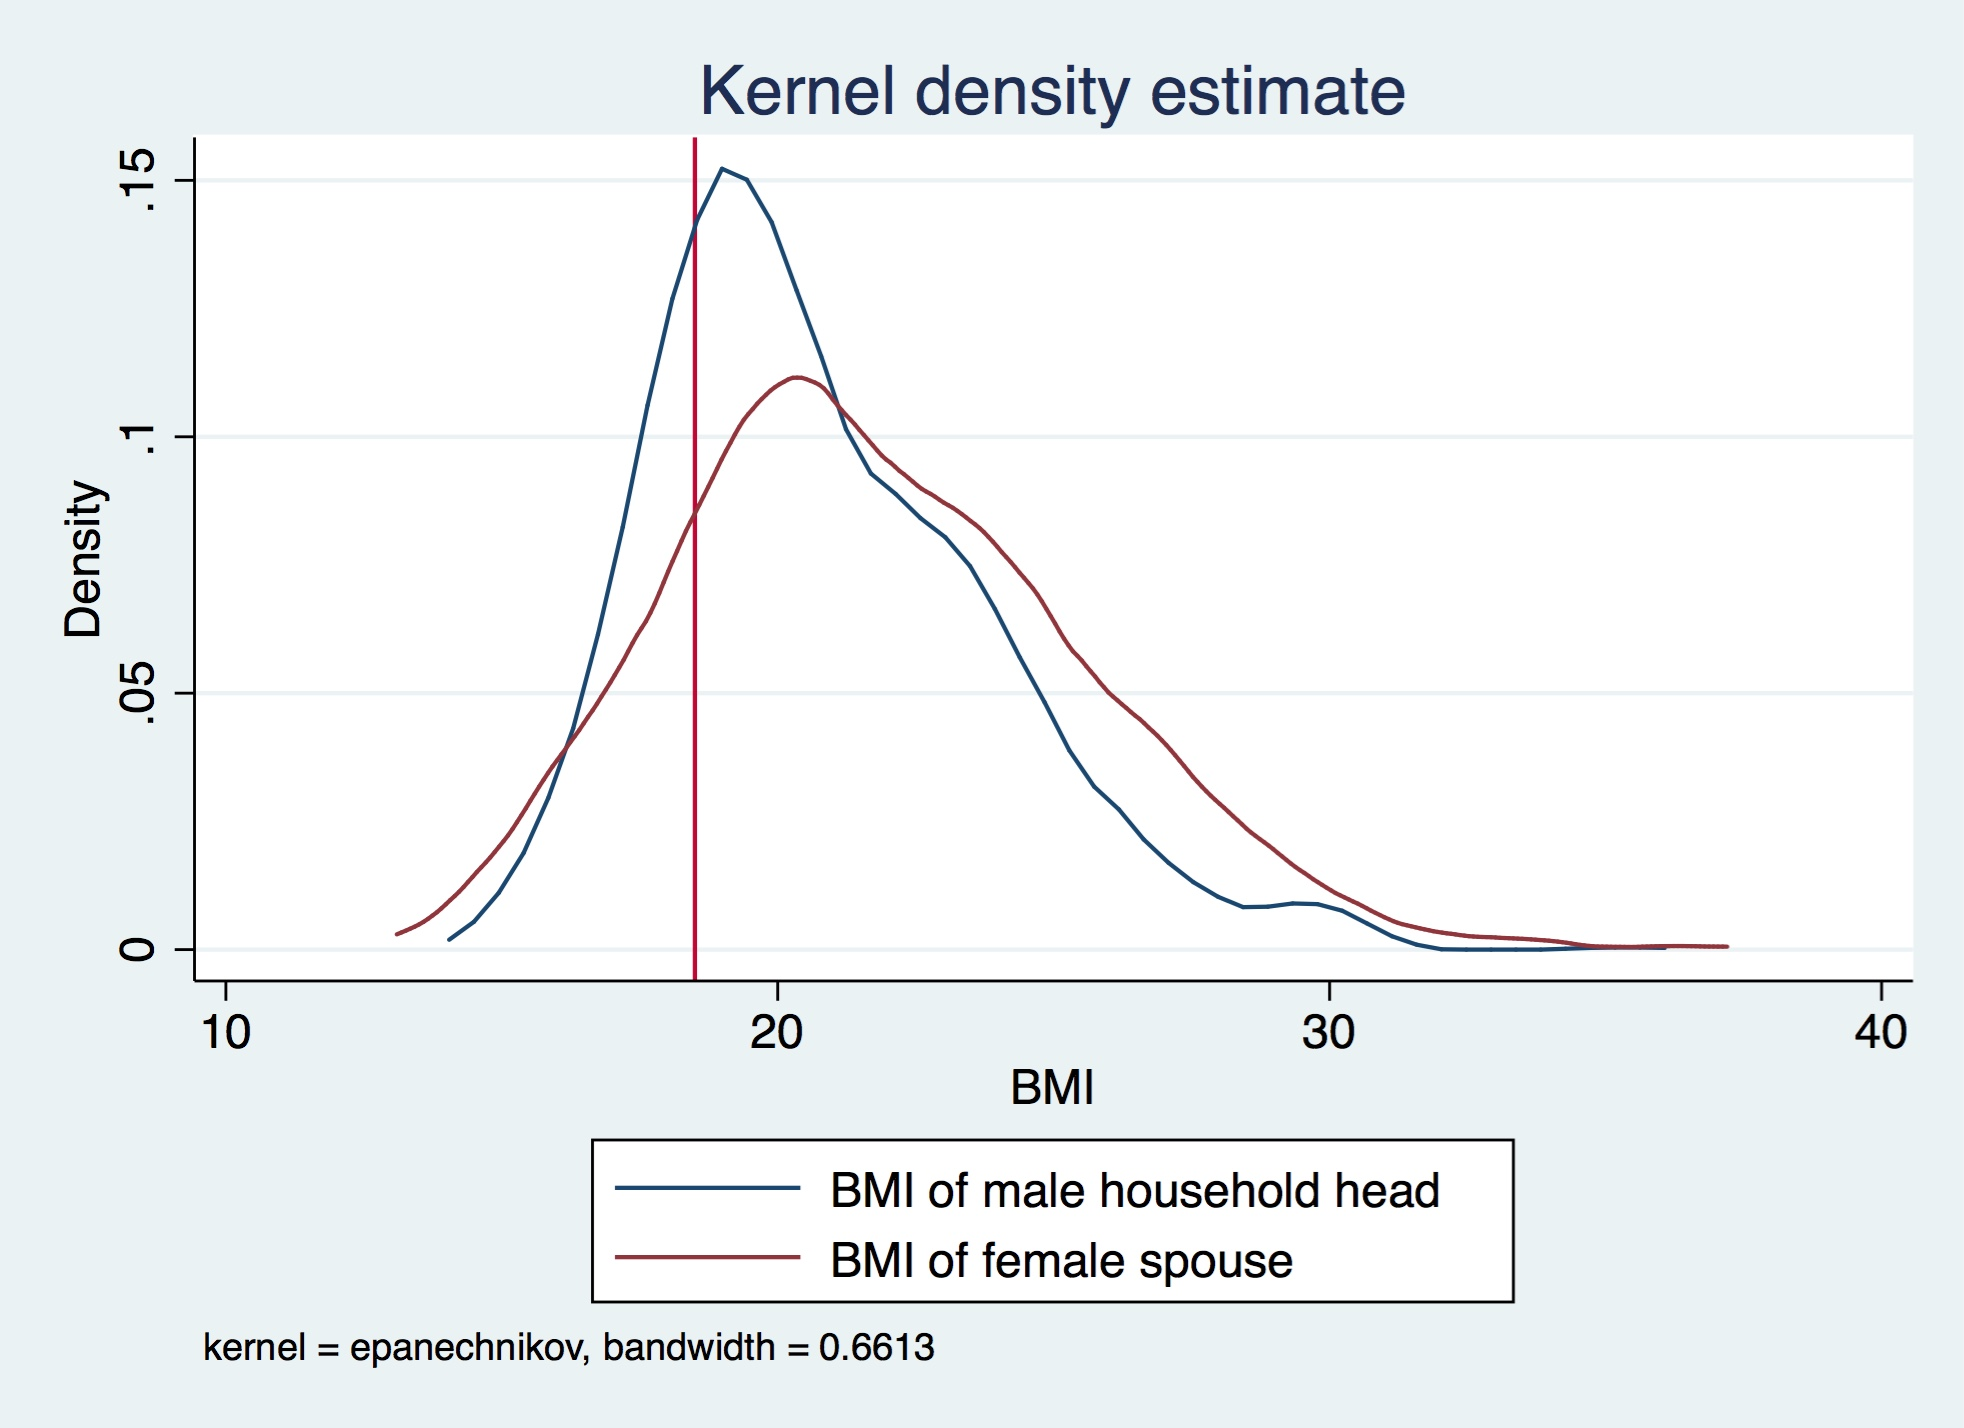 Kernel density estimate
.15
.1
.05
0
Density
10 20 30 40
BMI
BMI of male household head
BMI of female spouse
kernel = epanechnikov, bandwidth = 0.6613